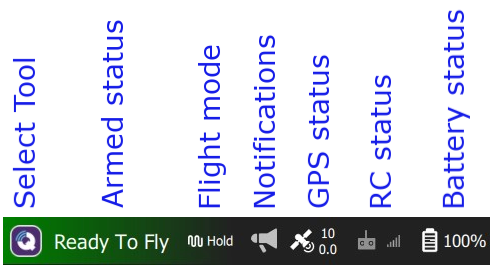 Select Tool
Armed status
Flight mode
Notifications
GPS status
RC status
Battery status
Q Ready To Fly Hold 10 0.0 100%